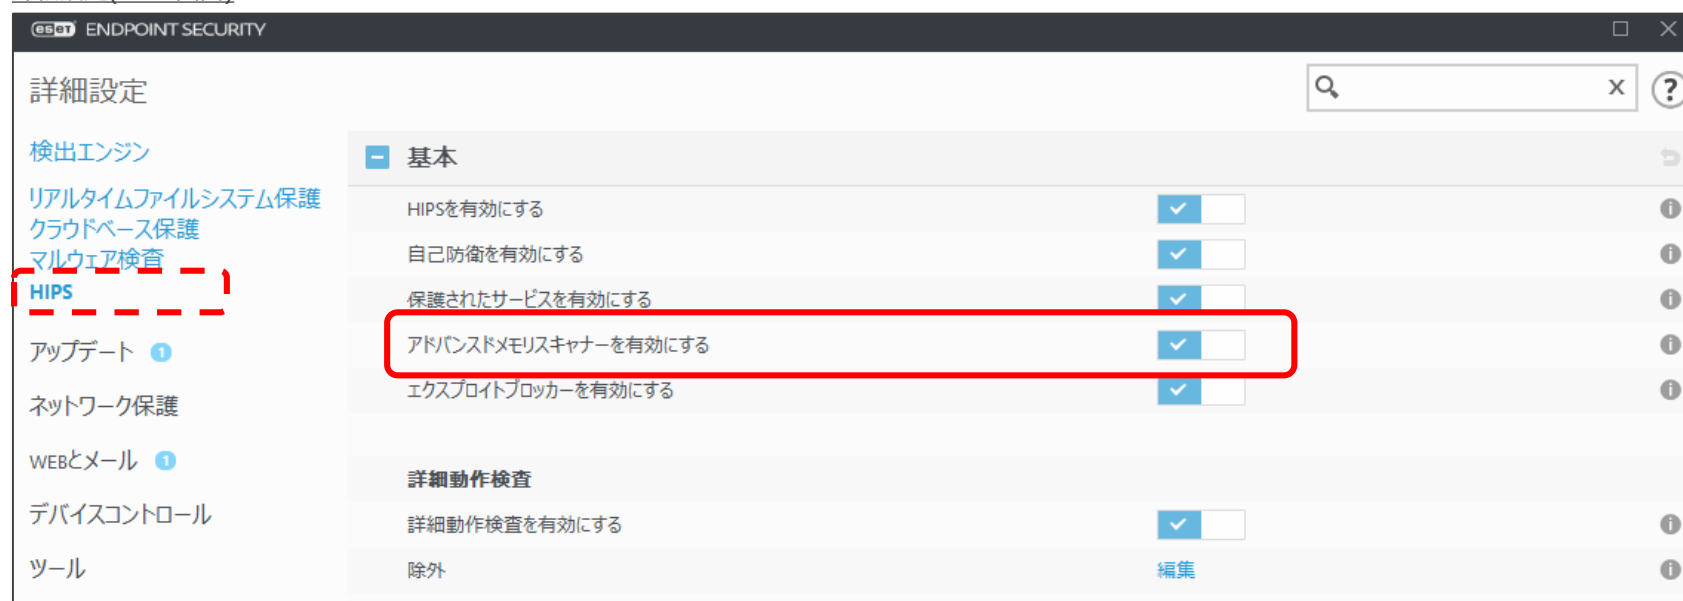 eset ENDPOINT SECURITY
詳細設定
検出エンジン
リアルタイムファイルシステム保護
クラウドベース保護
マルウェア検査
HIPS
アップデート 1
ネットワーク保護
WEBとメール 1
デバイスコントロール
ツール
基本
HIPSを有効にする
自己防衛を有効にする
保護されたサービスを有効にする
アドバンスドメモリスキャナーを有効にする
エクスプロイトブロッカーを有効にする
詳細動作検査
詳細動作検査を有効にする
除外 編集